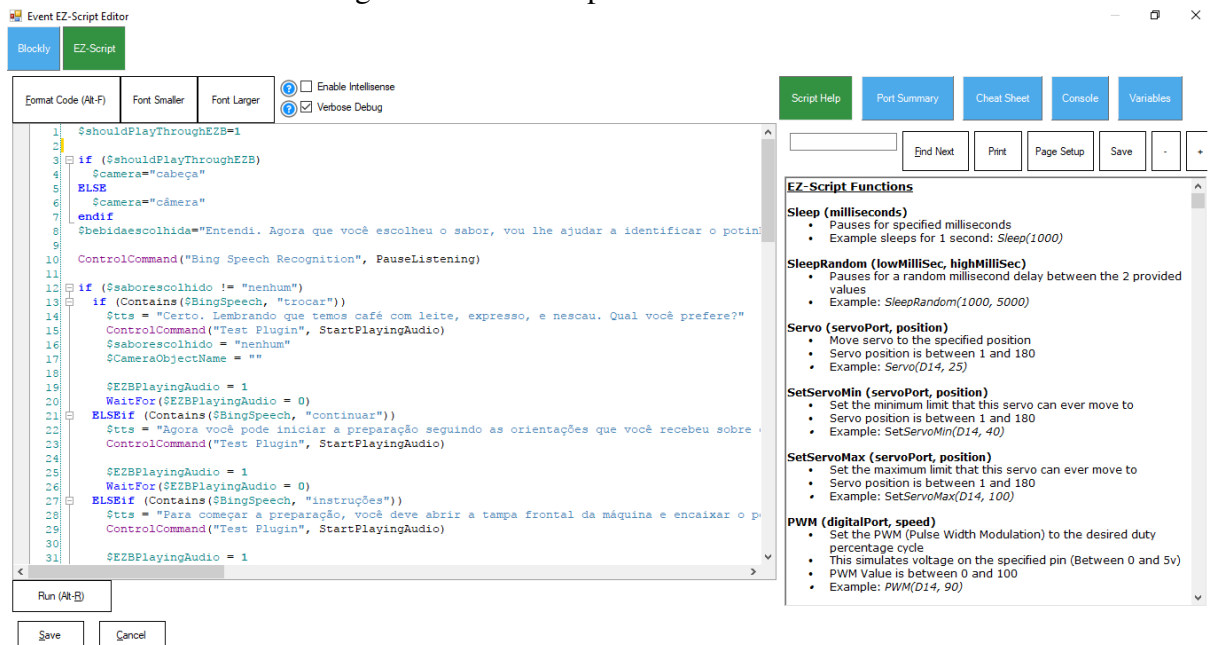 Event EZ-Script Editor
Blockly
EZ-Script
Format Code (Alt-F)
Font Smaller
Font Larger
Enable Intellisense
Verbose Debug
1 $shouldPlayThroughEZB=1
2
3 if ($shouldPlayThroughEZB)
4 $camera="cabeça"
5 ELSE
6 $camera="câmera"
7 endif
8 $bebidaescolhida="Entendi. Agora que você escolheu o sabor, vou lhe ajudar a identificar o
9
10 ControlCommand("Bing Speech Recognition", PauseListening)
11
12 if ($saborescolhido != "nenhum")
13 if (Contains($BingSpeech, "trocar"))
14 $tts = "Certo. Lembrando que temos café com leite, expresso, e nescau. Qual você prefere?"
15 ControlCommand("Test Plugin", StartPlayingAudio)
16 $saborescolhido = "nenhum"
17 $CameraObjectName = ""
18
19 $EZBPlayingAudio = 1
20 WaitFor($EZBPlayingAudio = 0)
21 ELSEif (Contains($BingSpeech, "continuar"))
22 $tts = "Agora você pode iniciar a preparação seguindo as orientações que você recebeu sobre
23 ControlCommand("Test Plugin", StartPlayingAudio)
24
25 $EZBPlayingAudio = 1
26 WaitFor($EZBPlayingAudio = 0)
27 ELSEif (Contains($BingSpeech, "instruções"))
28 $tts = "Para começar a preparação, você deve abrir a tampa frontal da máquina e encaixar o
29 ControlCommand("Test Plugin", StartPlayingAudio)
30
31 $EZBPlayingAudio = 1
Run (Alt-R)
Save
Cancel
Script Help
Port Summary
Cheat Sheet
Console
Variables
Find Next
Print
Page Setup
Save
-
+
EZ-Script Functions
Sleep (milliseconds)
• Pauses for specified milliseconds
• Example sleeps for 1 second: Sleep(1000)
SleepRandom (lowMilliSec, highMilliSec)
• Pauses for a random millisecond delay between the 2 provided
values
• Example: SleepRandom(1000, 5000)
Servo (servoPort, position)
• Move servo to the specified position
• Servo position is between 1 and 180
• Example: Servo(D14, 25)
SetServoMin (servoPort, position)
• Set the minimum limit that this servo can ever move to
• Servo position is between 1 and 180
• Example: SetServoMin(D14, 40)
SetServoMax (servoPort, position)
• Set the maximum limit that this servo can ever move to
• Servo position is between 1 and 180
• Example: SetServoMax(D14, 100)
PWM (digitalPort, speed)
• Set the PWM (Pulse Width Modulation) to the desired duty
percentage cycle
• This simulates voltage on the specified pin (Between 0 and 5v)
• PWM Value is between 0 and 100
• Example: PWM(D14, 90)